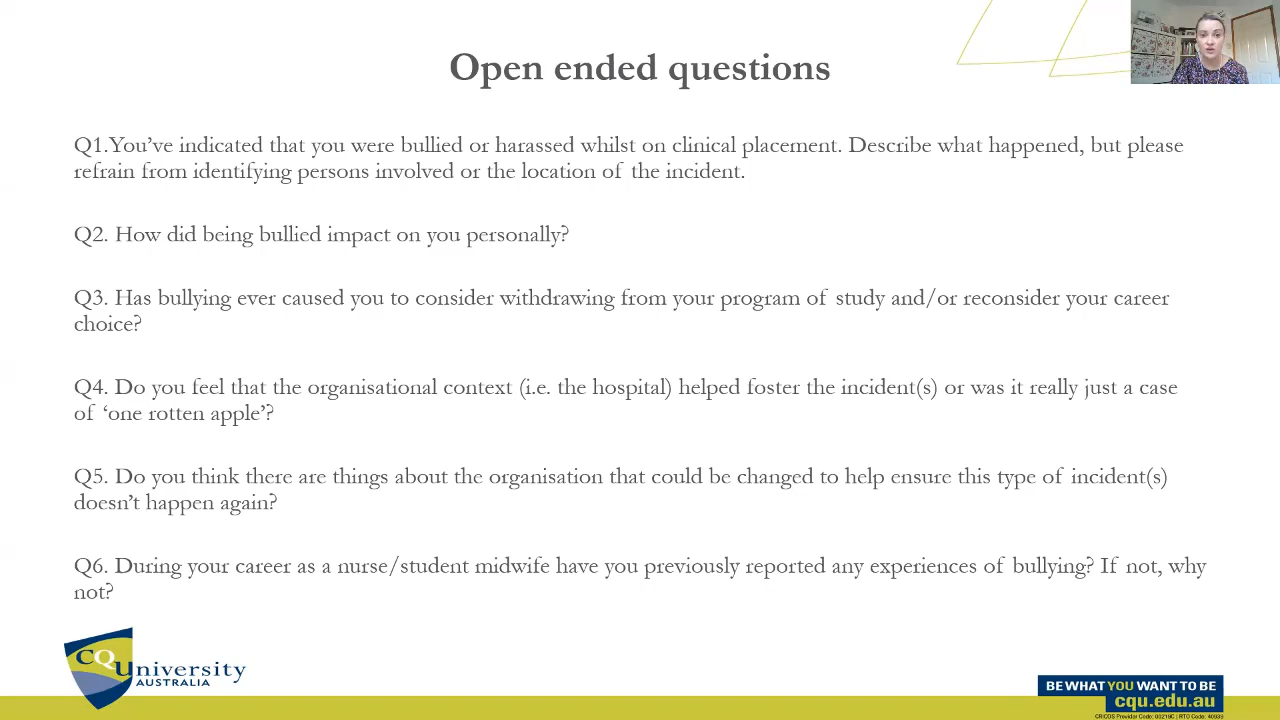 Open ended questions
Q1.You’ve indicated that you were bullied or harassed whilst on clinical placement. Describe what happened, but please
refrain from identifying persons involved or the location of the incident.
Q2. How did being bullied impact on you personally?
Q3. Has bullying ever caused you to consider withdrawing from your program of study and/or reconsider your career
choice?
Q4. Do you feel that the organisational context (i.e. the hospital) helped foster the incident(s) or was it really just a case
of ‘one rotten apple’?
Q5. Do you think there are things about the organisation that could be changed to help ensure this type of incident(s)
doesn’t happen again?
Q6. During your career as a nurse/student midwife have you previously reported any experiences of bullying? If not, why
not?
CQUniversity
AUSTRALIA
BE WHAT YOU WANT TO BE
cqu.edu.au
CRICOS Provider Code: 00219C | RTO Code: 40939